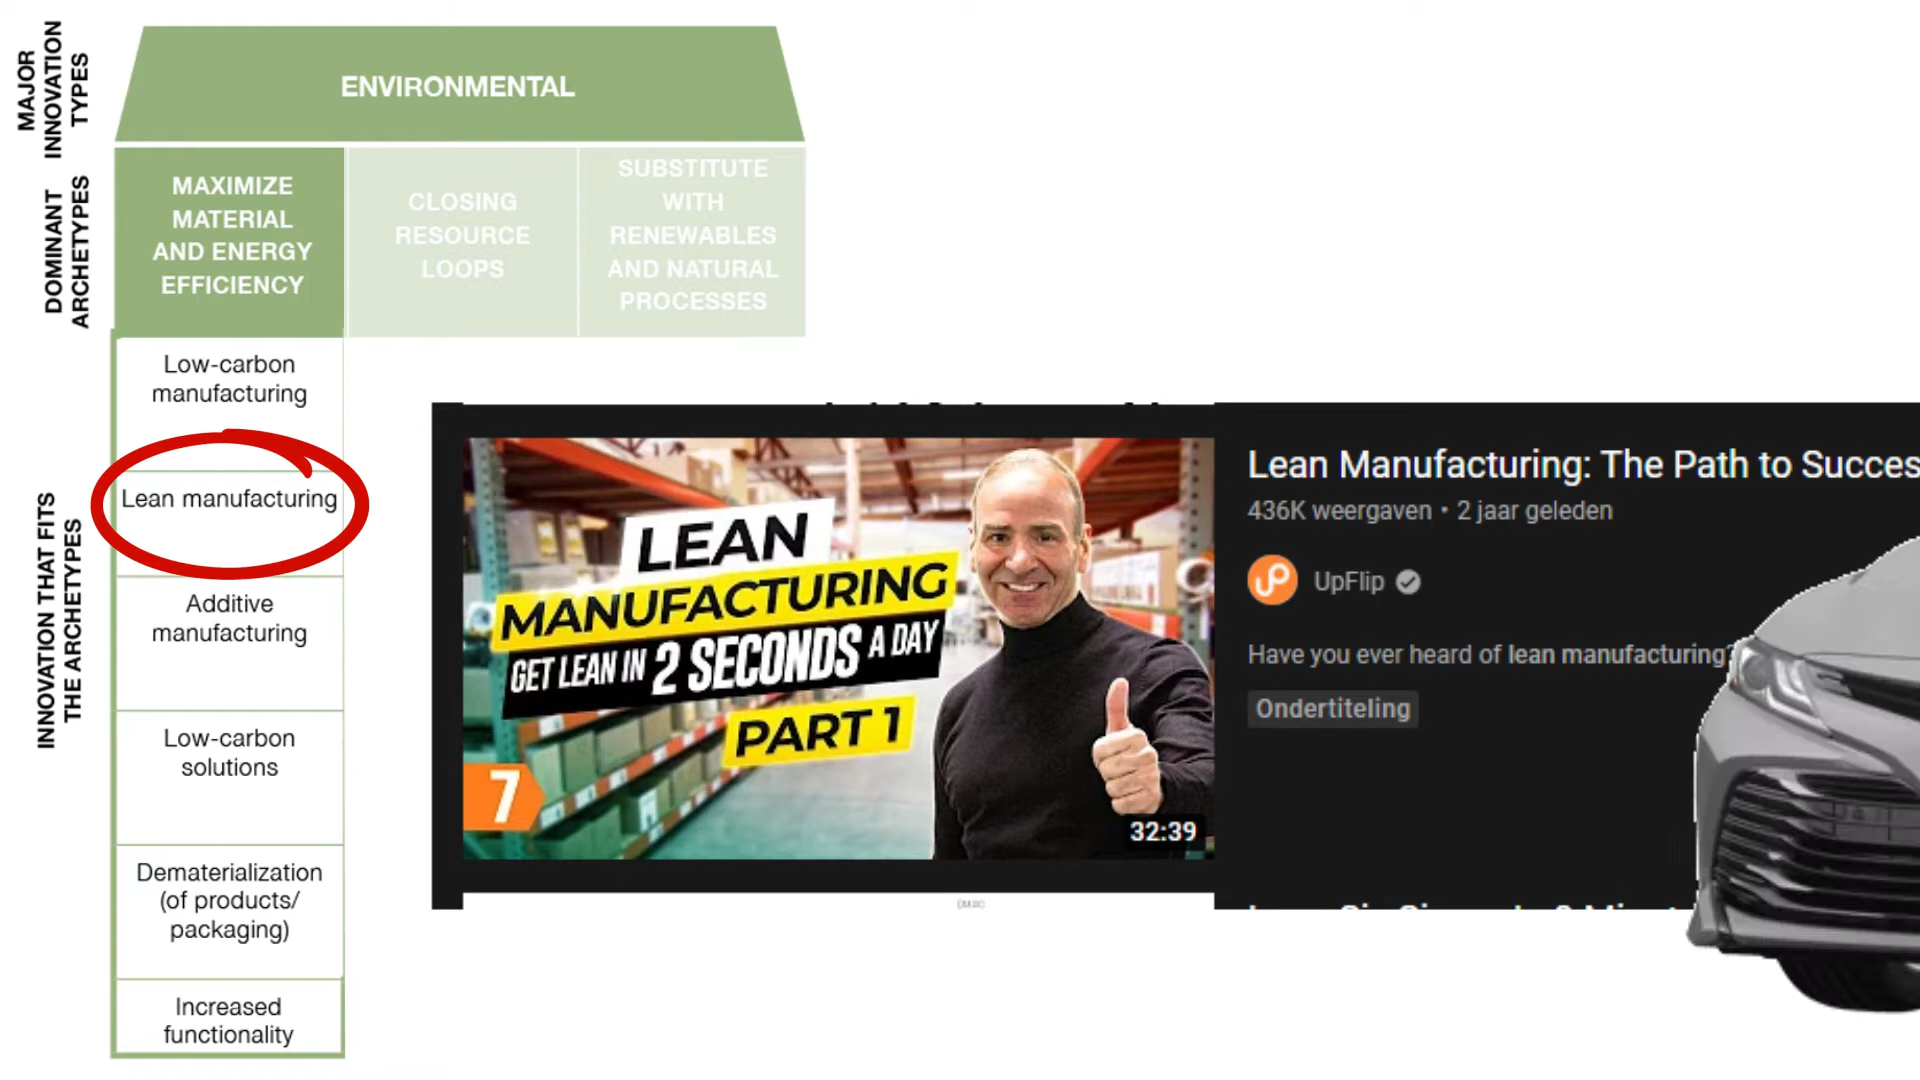 MAJOR
INNOVATION
TYPES
ENVIRONMENTAL
DOMINANT
ARCHETYPES
MAXIMIZE
MATERIAL
AND ENERGY
EFFICIENCY
CLOSING
RESOURCE
LOOPS
SUBSTITUTE
WITH
RENEWABLES
AND NATURAL
PROCESSES
INNOVATION THAT FITS
THE ARCHETYPES
Low-carbon
manufacturing
Lean manufacturing
Additive
manufacturing
Low-carbon
solutions
Dematerialization
(of products/
packaging)
Increased
functionality
LEAN
MANUFACTURING
GET LEAN IN 2 SECONDS A DAY
PART 1
7
32:39
Lean Manufacturing: The Path to Succes
436K weergaven • 2 jaar geleden
UpFlip
Have you ever heard of lean manufacturing?
Ondertiteling